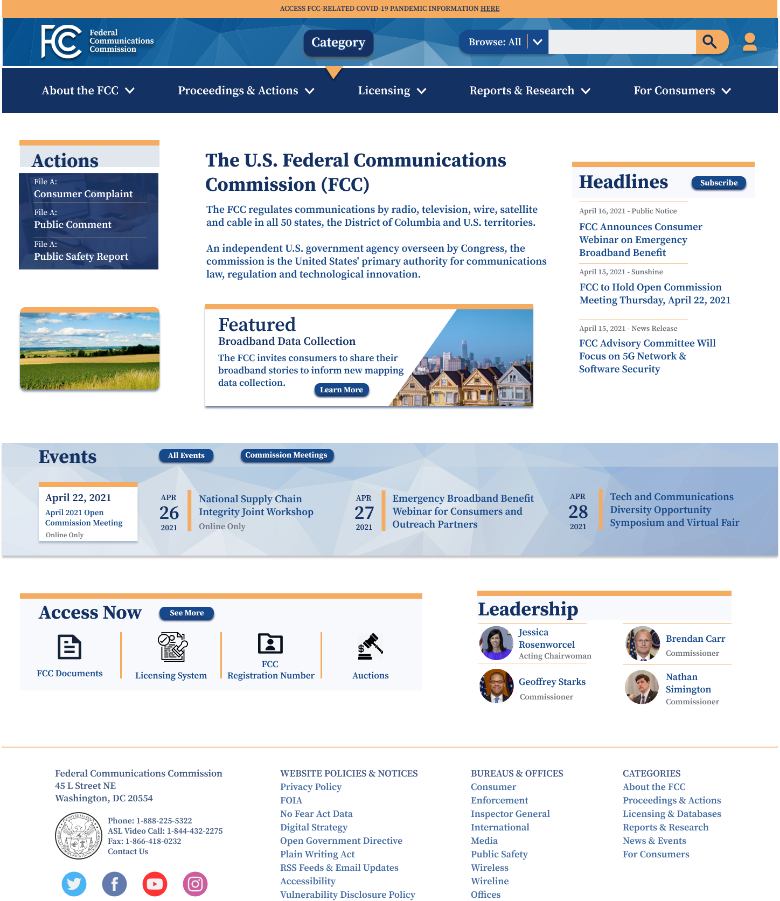 ACCESS FCC-RELATED COVID-19 PANDEMIC INFORMATION HERE
FCC
Federal
Communications
Commission
Category
Browse: All
About the FCC
Proceedings & Actions
Licensing
Reports & Research
For Consumers
Actions
File A:
Consumer Complaint
File A:
Public Comment
File A:
Public Safety Report
The U.S. Federal Communications
Commission (FCC)
The FCC regulates communications by radio, television, wire, satellite
and cable in all 50 states, the District of Columbia and U.S. territories.
An independent U.S. government agency overseen by Congress, the
commission is the United States' primary authority for communications
law, regulation and technological innovation.
Featured
Broadband Data Collection
The FCC invites consumers to share their
broadband stories to inform new mapping
data collection.
Learn More
Headlines
Subscribe
April 16, 2021 - Public Notice
FCC Announces Consumer
Webinar on Emergency
Broadband Benefit
April 15, 2021 - Sunshine
FCC to Hold Open Commission
Meeting Thursday, April 22, 2021
April 15, 2021 - News Release
FCC Advisory Committee Will
Focus on 5G Network &
Software Security
Events
All Events
Commission Meetings
April 22, 2021
April 2021 Open
Commission Meeting
Online Only
APR
26
2021
National Supply Chain
Integrity Joint Workshop
Online Only
APR
27
2021
Emergency Broadband Benefit
Webinar for Consumers and
Outreach Partners
APR
28
2021
Tech and Communications
Diversity Opportunity
Symposium and Virtual Fair
Access Now
See More
FCC Documents
Licensing System
FCC
Registration Number
Auctions
Leadership
Jessica
Rosenworcel
Acting Chairwoman
Brendan Carr
Commissioner
Geoffrey Starks
Commissioner
Nathan
Simington
Commissioner
Federal Communications Commission
45 L Street NE
Washington, DC 20554
Phone: 1-888-225-5322
ASL Video Call: 1-844-432-2275
Fax: 1-866-418-0232
Contact Us
WEBSITE POLICIES & NOTICES
Privacy Policy
FOIA
No Fear Act Data
Digital Strategy
Open Government Directive
Plain Writing Act
RSS Feeds & Email Updates
Accessibility
Vulnerability Disclosure Policy
BUREAUS & OFFICES
Consumer
Enforcement
Inspector General
International
Media
Public Safety
Wireless
Wireline
Offices
CATEGORIES
About the FCC
Proceedings & Actions
Licensing & Databases
Reports & Research
News & Events
For Consumers